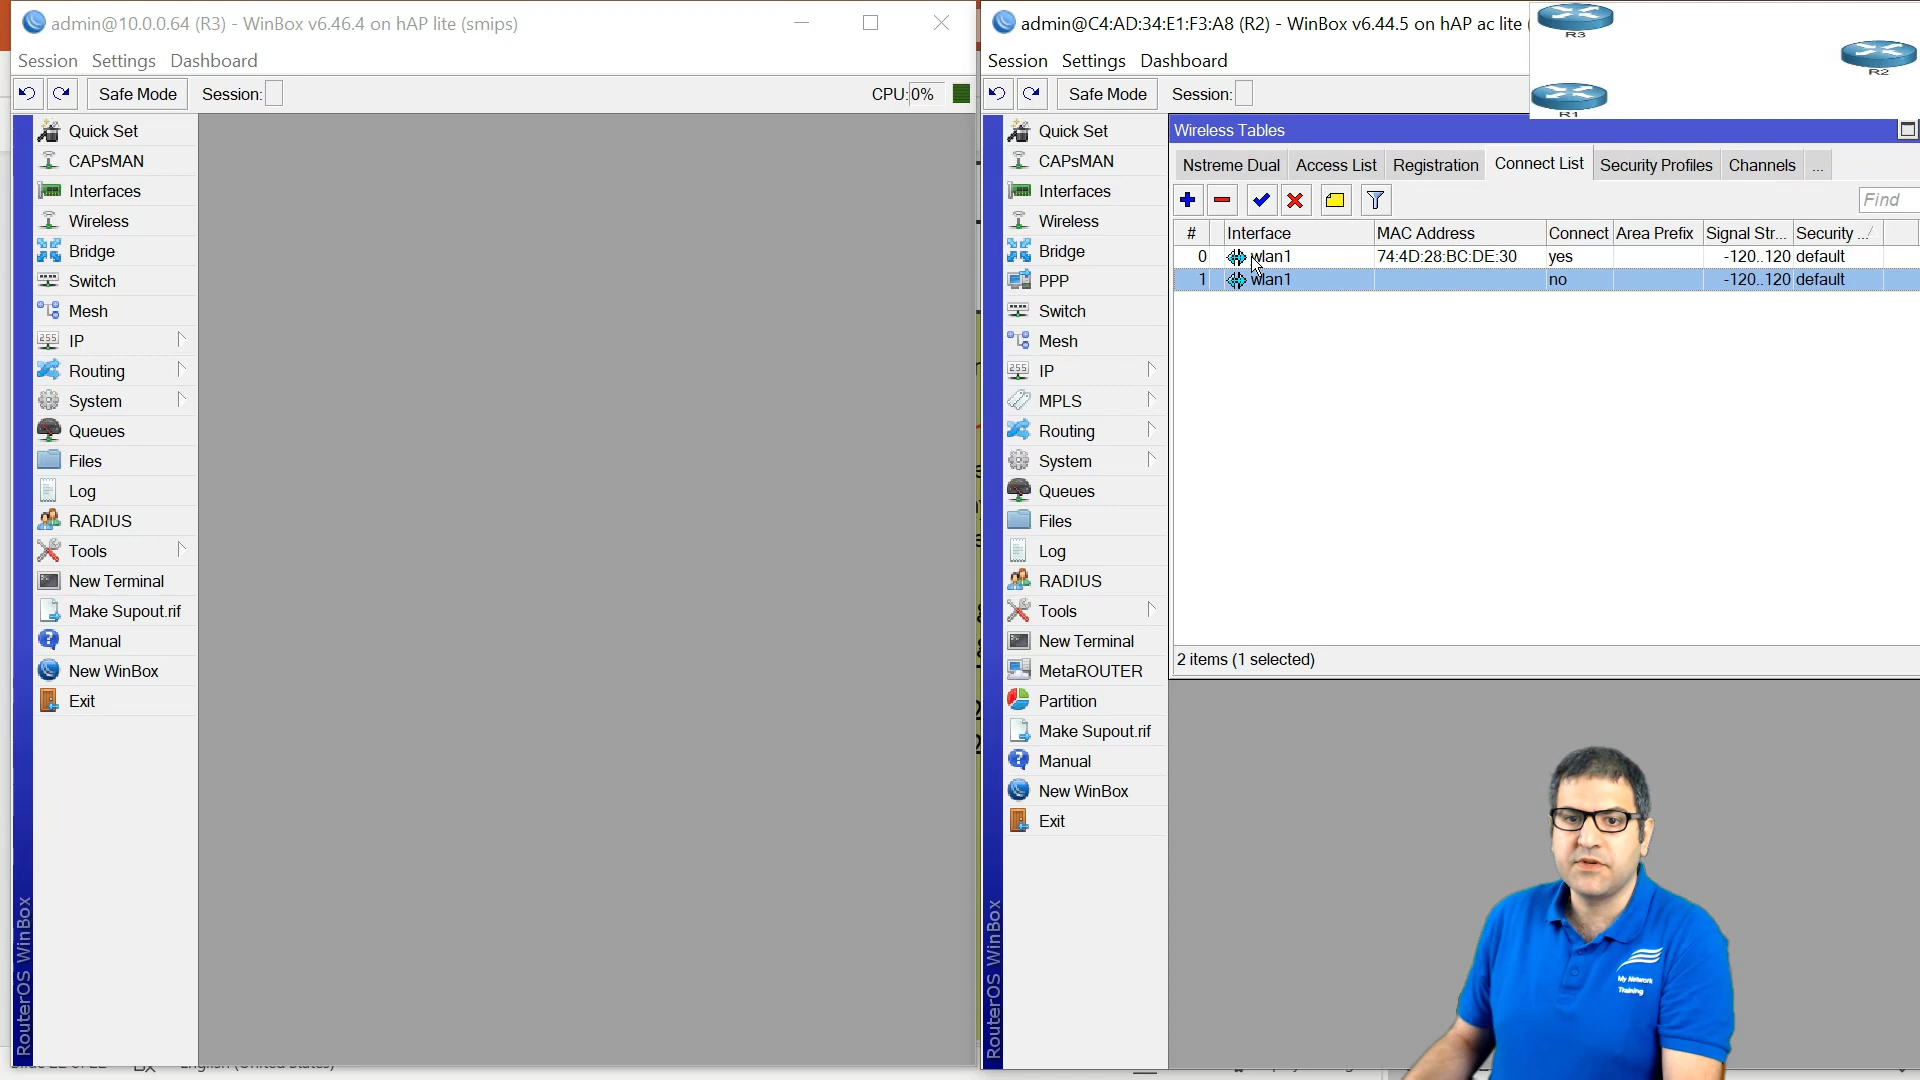 admin@10.0.0.64 (R3) - WinBox v6.46.4 on hAP lite (smips)
Session Settings Dashboard
Safe Mode Session: CPU:0%
Quick Set
CAPsMAN
Interfaces
Wireless
Bridge
Switch
Mesh
IP
Routing
System
Queues
Files
Log
RADIUS
Tools
New Terminal
Make Supout.rif
Manual
New WinBox
Exit
RouterOS WinBox
admin@C4:AD:34:E1:F3:A8 (R2) - WinBox v6.44.5 on hAP ac lite (
Session Settings Dashboard
Safe Mode Session:
R3
R2
R1
Quick Set
CAPsMAN
Interfaces
Wireless
Bridge
PPP
Switch
Mesh
IP
MPLS
Routing
System
Queues
Files
Log
RADIUS
Tools
New Terminal
MetaROUTER
Partition
Make Supout.rif
Manual
New WinBox
Exit
RouterOS WinBox
Wireless Tables
Nstreme Dual Access List Registration Connect List Security Profiles Channels ...
Find
# Interface MAC Address Connect Area Prefix Signal Str... Security ...
0 wlan1 74:4D:28:BC:DE:30 yes -120..120 default
1 wlan1 no -120..120 default
2 items (1 selected)
My Network
Training